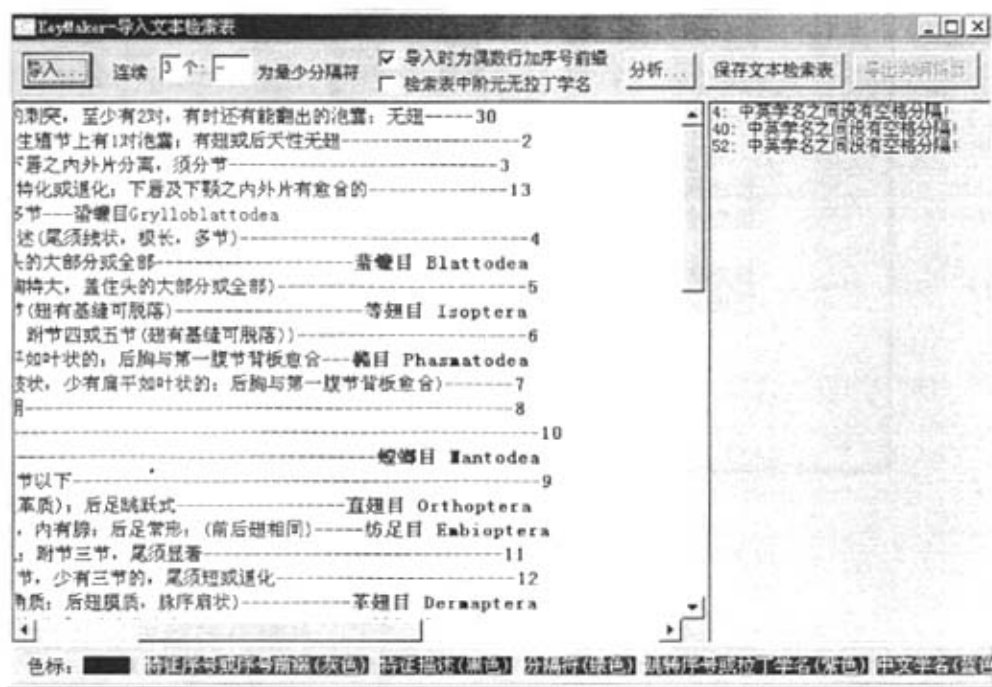 KeyMaker-导入文本检索表
导入... 连续 3 个: - 为最少分隔符 导入时为偶数行加序号前缀 分析... 保存文本检索表
检索表中阶元无拉丁学名
的刺突，至少有2对，有时还有能翻出的泡囊；无翅-----30
生殖节上有1对泡囊；有翅或后天性无翅--------------------2
下唇之内外片分离，须分节------------------------------3
特化或退化；下唇及下颚之内外片有愈合的----------------13
多节---蛩蠊目Grylloblattodea
述(尾须线状，极长，多节)--------------------------------4
头的大部分或全部----------------------蜚蠊目 Blattodea
胸特大，盖住头的大部分或全部)---------------------------5
节(翅有基缝可脱落)--------------------等翅目 Isoptera
跗节四或五节(翅有基缝可脱落))--------------------------6
平如叶状的；后胸与第一腹节背板愈合---䗛目 Phasmatodea
枝状，少有扁平如叶状的；后胸与第一腹节背板愈合)-------7
----------------------------------------------------8
----------------------------------------------------10
----------------------------------------螳螂目 Mantodea
节以下------------------------------------------------9
革质)；后足跳跃式------------------直翅目 Orthoptera
，内有腺；后足常形；(前后翅相同)-----纺足目 Embioptera
；跗节三节，尾须显著--------------------------------11
节，少有三节的，尾须短或退化--------------------------12
角质；后翅膜质，脉序扇状)------------革翅目 Dermaptera
4: 中英学名之间没有空格分隔!
40: 中英学名之间没有空格分隔!
52: 中英学名之间没有空格分隔!
色标: 特征序号或序号前缀(灰色) 特征描述(黑色) 分隔符(绿色) 跳转序号或拉丁学名(紫色) 中文学名(蓝色